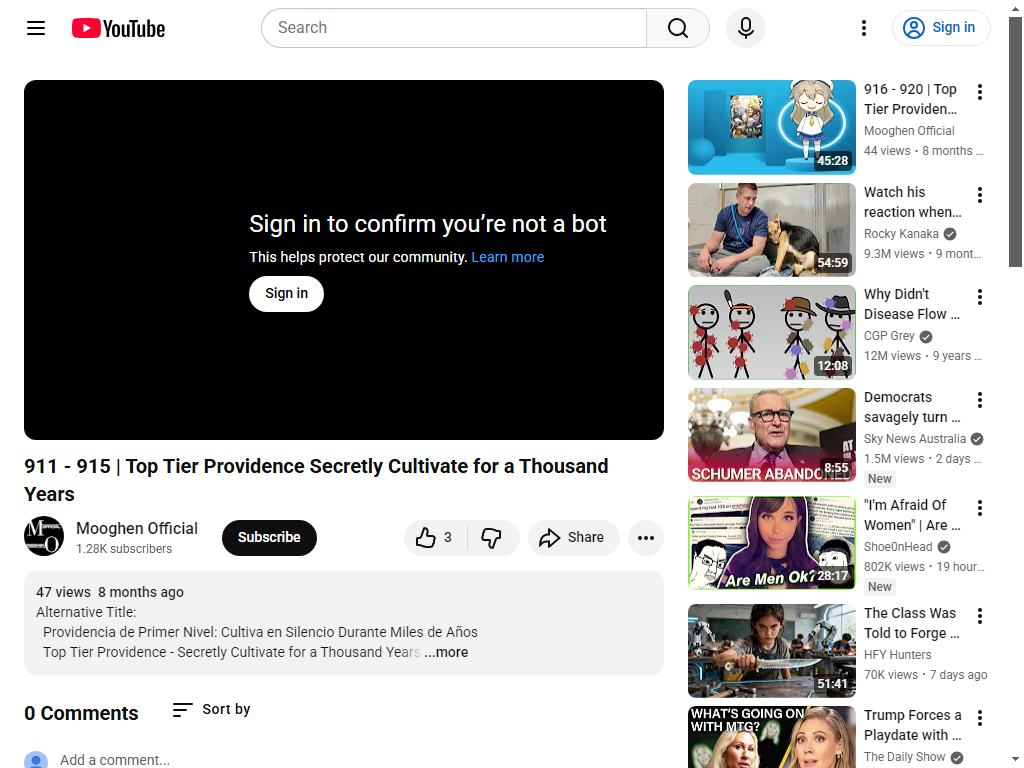 YouTube
Search
Sign in
Sign in to confirm you’re not a bot
This helps protect our community. Learn more
Sign in
911 - 915 | Top Tier Providence Secretly Cultivate for a Thousand
Years
Mooghen Official
1.28K subscribers
Subscribe
3
Share
47 views 8 months ago
Alternative Title:
Providencia de Primer Nivel: Cultiva en Silencio Durante Miles de Años
Top Tier Providence - Secretly Cultivate for a Thousand Years ...more
0 Comments
Sort by
Add a comment...
45:28
916 - 920 | Top
Tier Providen...
Mooghen Official
44 views • 8 months ...
54:59
Watch his
reaction when...
Rocky Kanaka
9.3M views • 9 mont...
12:08
Why Didn't
Disease Flow ...
CGP Grey
12M views • 9 years ...
SCHUMER ABANDONED
8:55
Democrats
savagely turn ...
Sky News Australia
1.5M views • 2 days ...
New
Are Men Ok?
28:17
"I'm Afraid Of
Women" | Are ...
Shoe0nHead
802K views • 19 hour...
New
51:41
The Class Was
Told to Forge ...
HFY Hunters
70K views • 7 days ago
WHAT'S GOING ON
WITH MTG?
Trump Forces a
Playdate with ...
The Daily Show